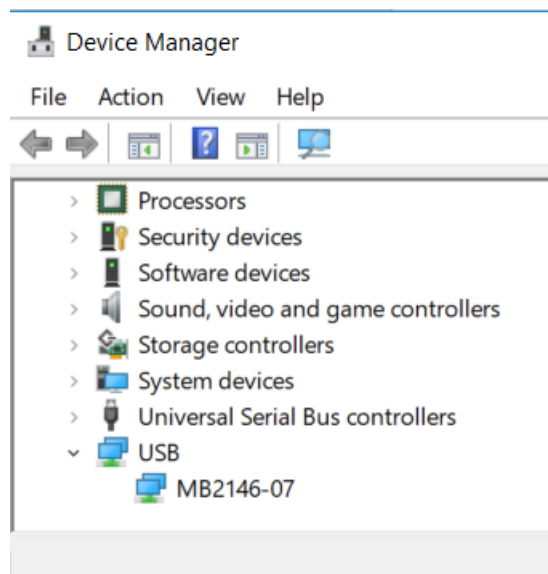 Device Manager
File Action View Help
Processors
Security devices
Software devices
Sound, video and game controllers
Storage controllers
System devices
Universal Serial Bus controllers
USB
MB2146-07